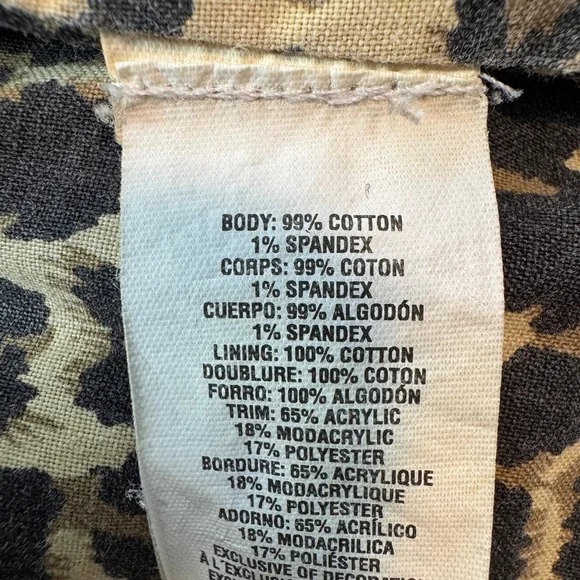 BODY: 99% COTTON
1% SPANDEX
CORPS: 99% COTON
1% SPANDEX
CUERPO: 99% ALGODÓN
1% SPANDEX
LINING: 100% COTTON
DOUBLURE: 100% COTON
FORRO: 100% ALGODÓN
TRIM: 65% ACRYLIC
18% MODACRYLIC
17% POLYESTER
BORDURE: 65% ACRYLIQUE
18% MODACRYLIQUE
17% POLYESTER
ADORNO: 65% ACRÍLICO
18% MODACRILICA
17% POLIÉSTER
EXCLUSIVE OF DECORATION
À L'EXCLUSIVE DE